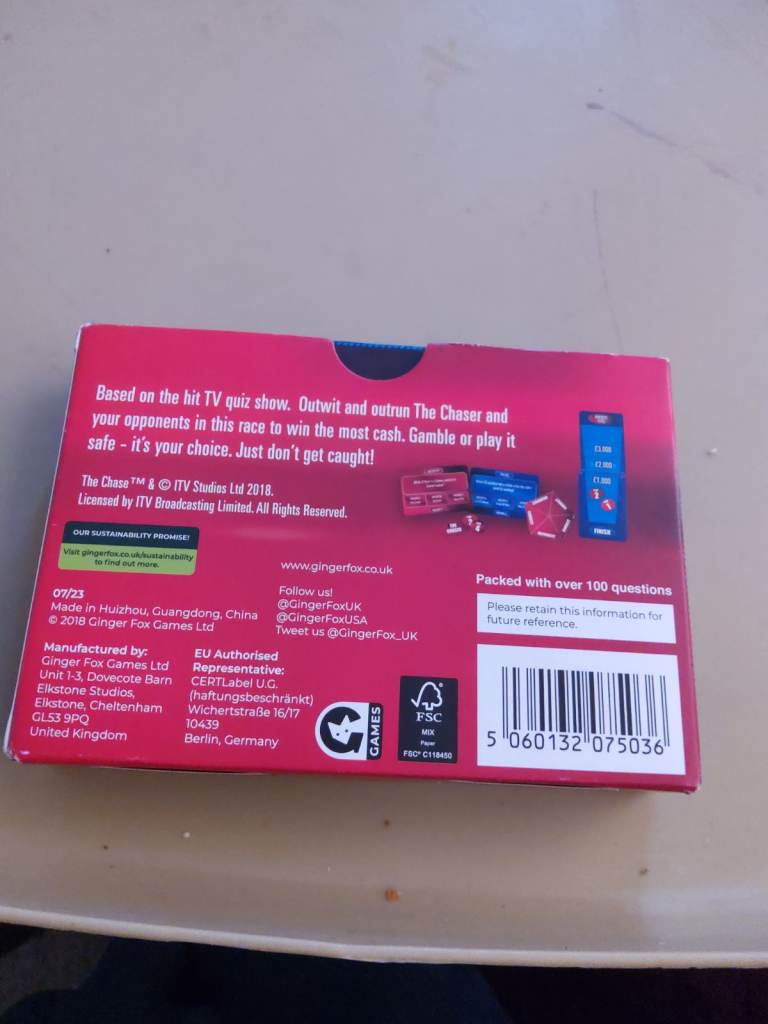 Based on the hit TV quiz show. Outwit and outrun The Chaser and
your opponents in this race to win the most cash. Gamble or play it
safe - it's your choice. Just don't get caught!
The Chase™ & © ITV Studios Ltd 2018.
Licensed by ITV Broadcasting Limited. All Rights Reserved.
£3,000
£2,000
£1,000
FINISH
OUR SUSTAINABILITY PROMISE!
Visit gingerfox.co.uk/sustainability
to find out more.
www.gingerfox.co.uk
07/23
Made in Huizhou, Guangdong, China
© 2018 Ginger Fox Games Ltd
Follow us!
@GingerFoxUK
@GingerFoxUSA
Tweet us @GingerFox_UK
Packed with over 100 questions
Please retain this information for
future reference.
Manufactured by:
Ginger Fox Games Ltd
Unit 1-3, Dovecote Barn
Elkstone Studios,
Elkstone, Cheltenham
GL53 9PQ
United Kingdom
EU Authorised
Representative:
CERTLabel U.G.
(haftungsbeschränkt)
Wichertstraße 16/17
10439
Berlin, Germany
GAMES
FSC
MIX
Paper
FSC® C118450
5 060132 075036